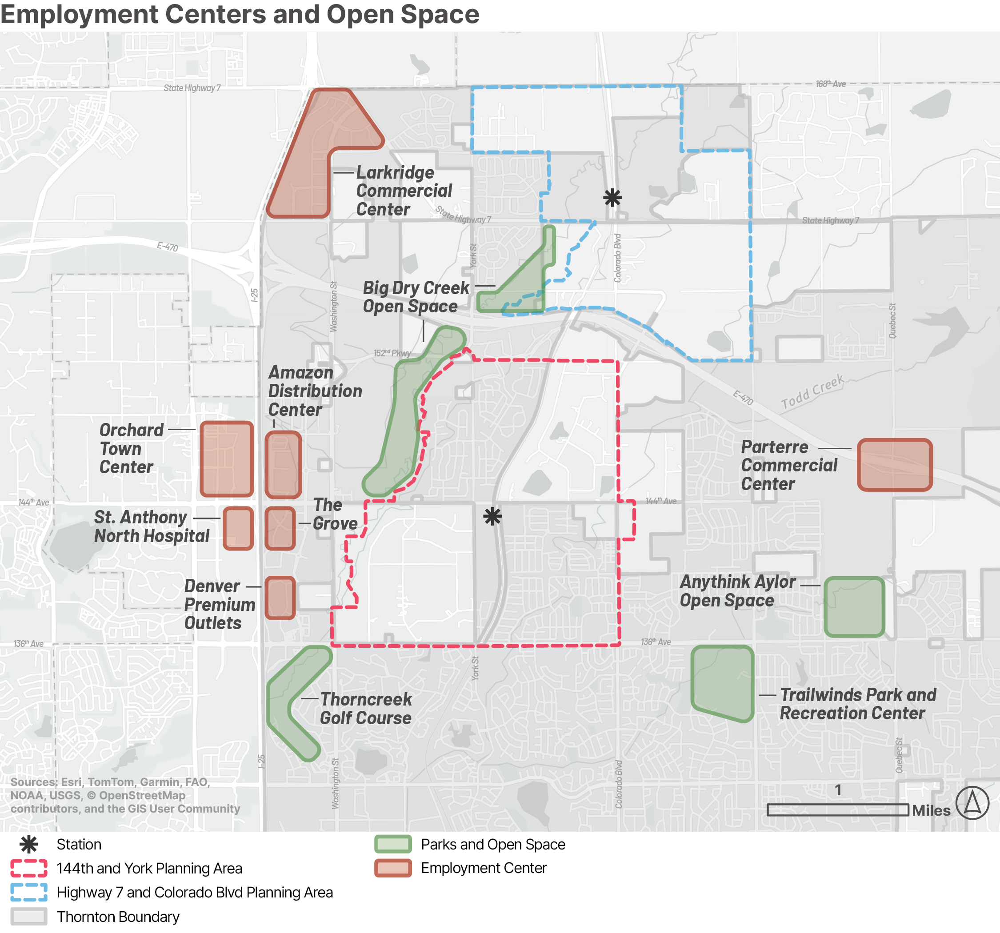 Employment Centers and Open Space
State Highway 7
168th Ave
Larkridge
Commercial
Center
State Highway 7
State Highway 7
E-470
York St
Colorado Blvd
I-25
Washington St
Big Dry Creek
Open Space
Quebec St
152nd Pkwy
Amazon
Distribution
Center
Todd Creek
E-470
Orchard
Town
Center
Parterre
Commercial
Center
144th Ave
144th Ave
The
Grove
St. Anthony
North Hospital
Denver
Premium
Outlets
Anythink Aylor
Open Space
136th Ave
136th Ave
York St
Thorncreek
Golf Course
Trailwinds Park and
Recreation Center
I-25
Washington St
Colorado Blvd
Quebec St
Sources: Esri, TomTom, Garmin, FAO,
NOAA, USGS, © OpenStreetMap
contributors, and the GIS User Community
1
Miles
Station
144th and York Planning Area
Highway 7 and Colorado Blvd Planning Area
Thornton Boundary
Parks and Open Space
Employment Center